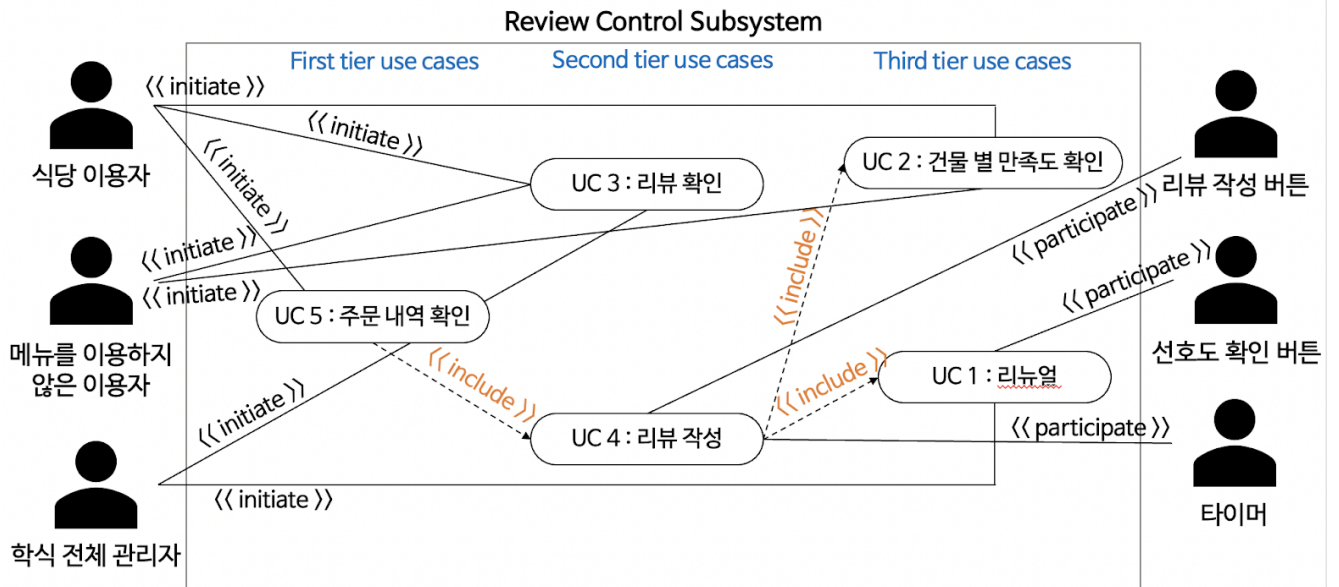 Review Control Subsystem
First tier use cases
Second tier use cases
Third tier use cases
<< initiate >>
<< initiate >>
<< initiate >>
식당 이용자
UC 3 : 리뷰 확인
UC 2 : 건물 별 만족도 확인
리뷰 작성 버튼
<< participate >>
<< initiate >>
<< initiate >>
<< include >>
<< participate >>
UC 5 : 주문 내역 확인
메뉴를 이용하지
않은 이용자
선호도 확인 버튼
<< include >>
<< include >>
UC 1 : 리뉴얼
<< initiate >>
UC 4 : 리뷰 작성
<< participate >>
<< initiate >>
학식 전체 관리자
타이머